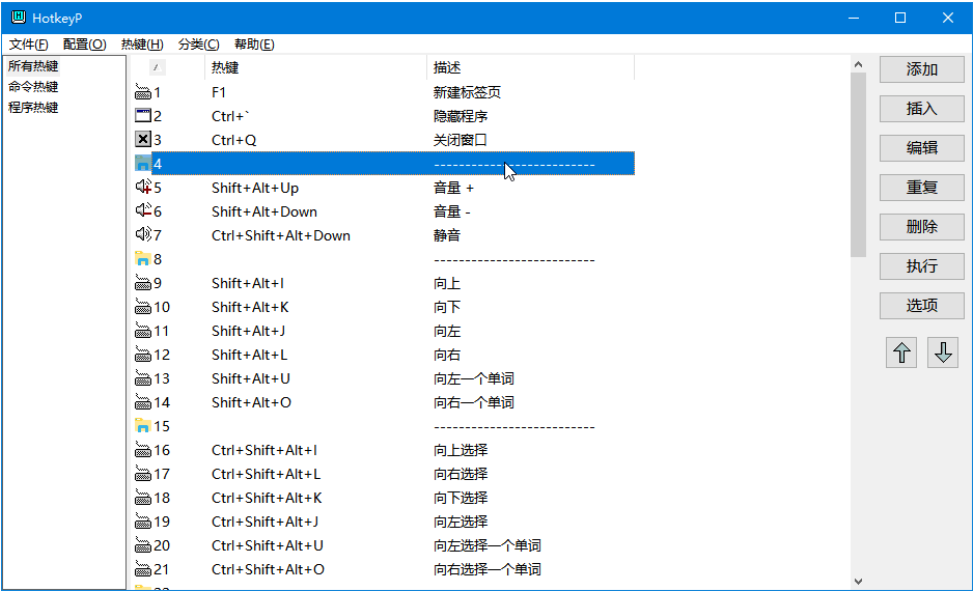 HotkeyP
文件(F) 配置(O) 热键(H) 分类(C) 帮助(E)
所有热键
命令热键
程序热键
热键 描述
1 F1 新建标签页
2 Ctrl+` 隐藏程序
3 Ctrl+Q 关闭窗口
4 --------------------------
5 Shift+Alt+Up 音量 +
6 Shift+Alt+Down 音量 -
7 Ctrl+Shift+Alt+Down 静音
8 --------------------------
9 Shift+Alt+I 向上
10 Shift+Alt+K 向下
11 Shift+Alt+J 向左
12 Shift+Alt+L 向右
13 Shift+Alt+U 向左一个单词
14 Shift+Alt+O 向右一个单词
15 --------------------------
16 Ctrl+Shift+Alt+I 向上选择
17 Ctrl+Shift+Alt+L 向右选择
18 Ctrl+Shift+Alt+K 向下选择
19 Ctrl+Shift+Alt+J 向左选择
20 Ctrl+Shift+Alt+U 向左选择一个单词
21 Ctrl+Shift+Alt+O 向右选择一个单词
添加
插入
编辑
重复
删除
执行
选项